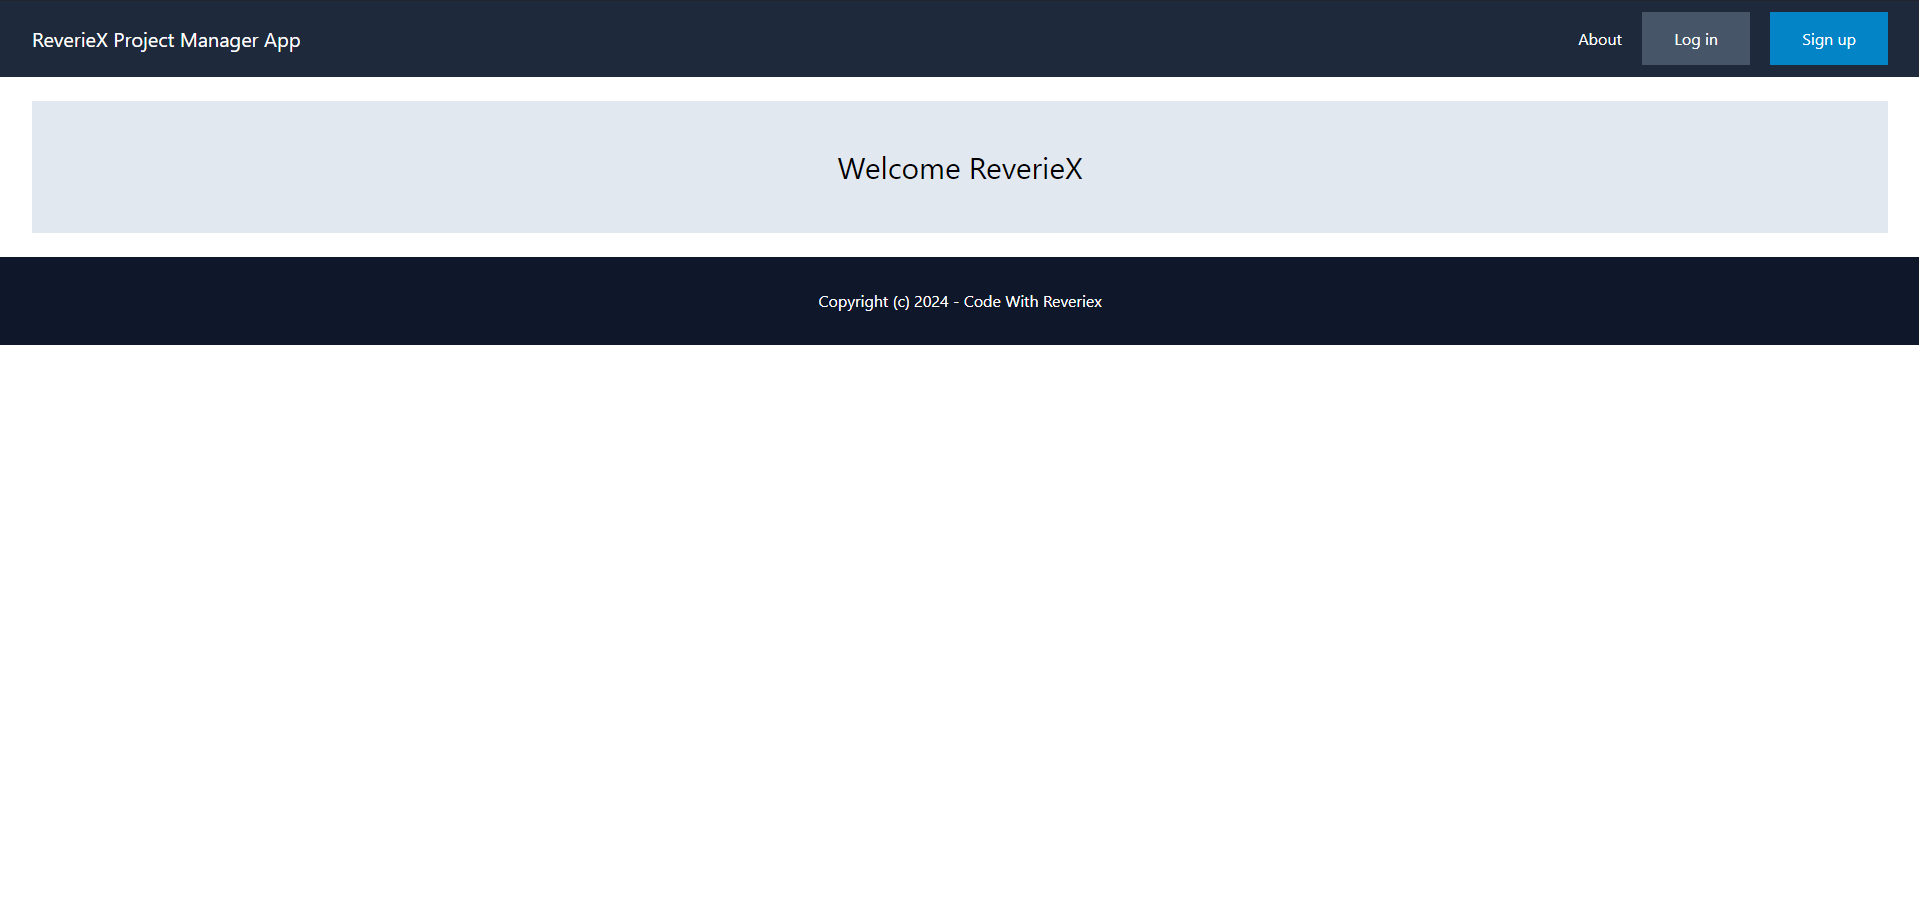 ReverieX Project Manager App
About
Log in
Sign up
Welcome ReverieX
Copyright (c) 2024 - Code With Reveriex